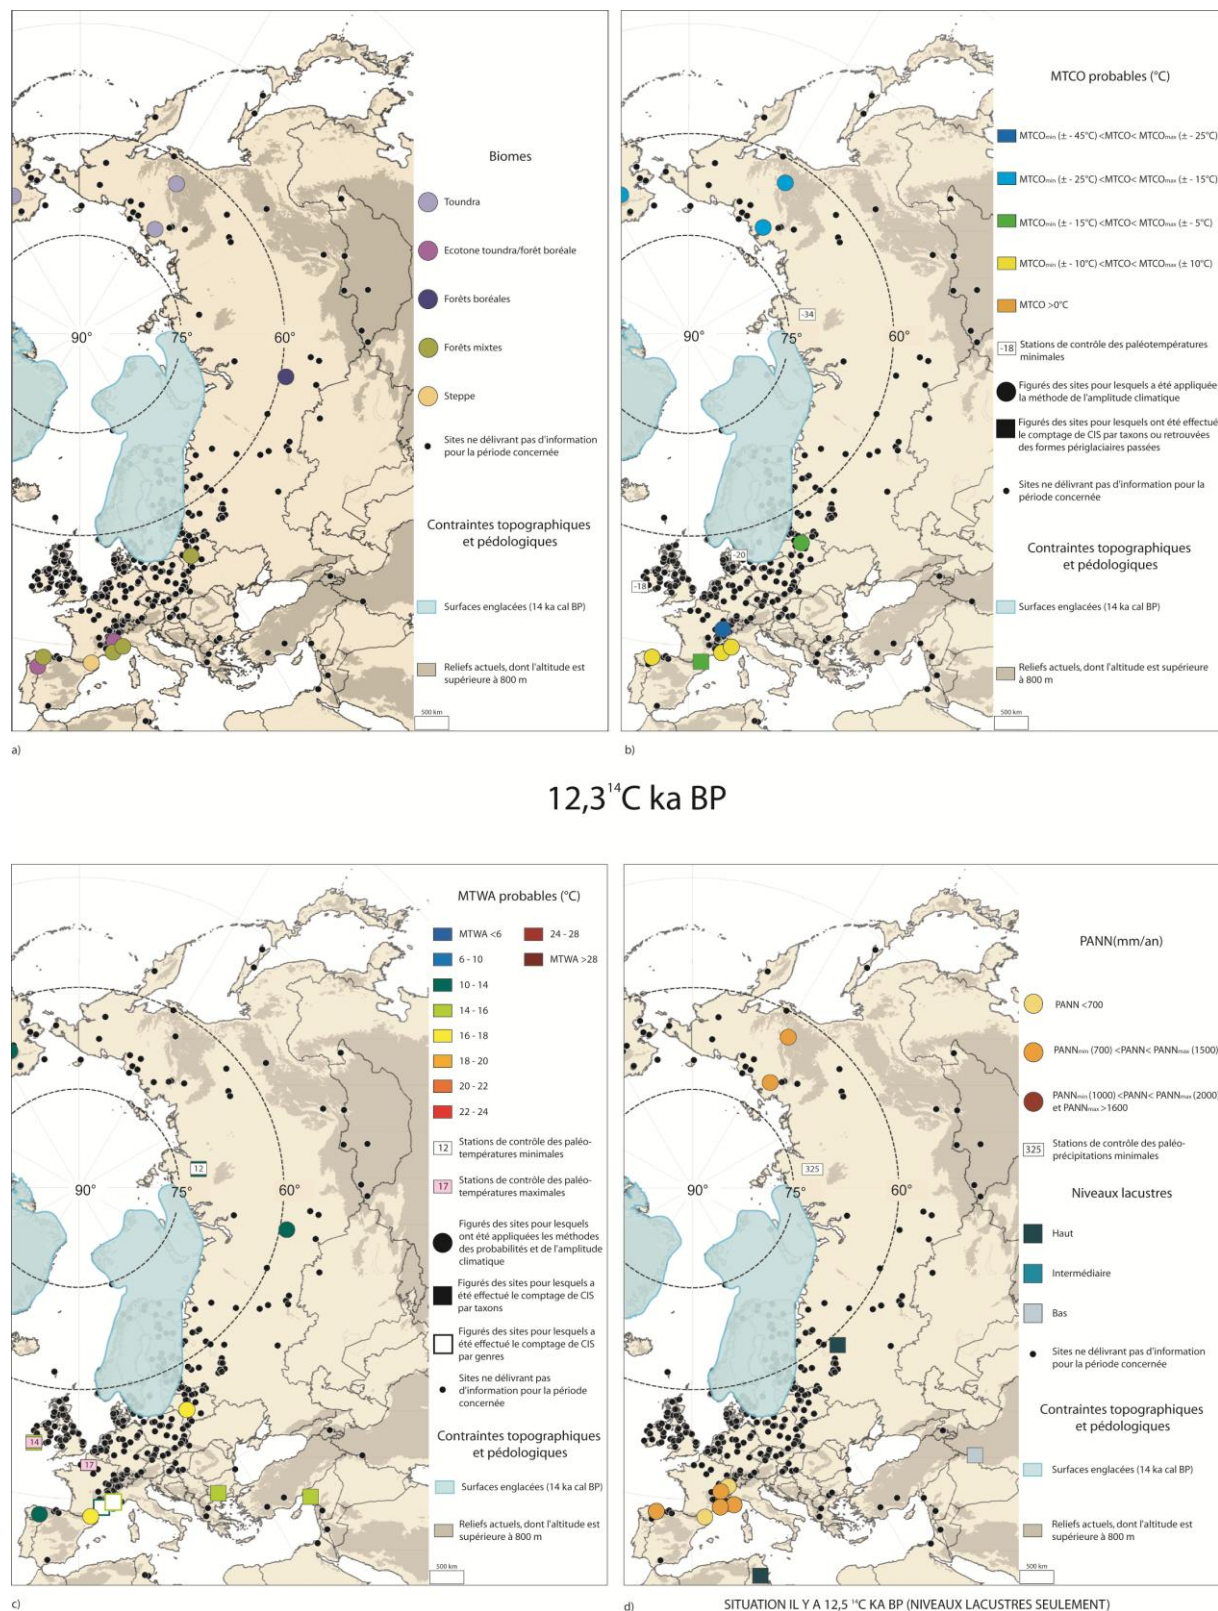 Biomes
Toundra
Ecotone toundra/forêt boréale
Forêts boréales
Forêts mixtes
Steppe
Sites ne délivrant pas d'information
pour la période concernée
Contraintes topographiques
et pédologiques
Surfaces englacées (14 ka cal BP)
Reliefs actuels, dont l'altitude est
supérieure à 800 m
500 km
90°
75°
60°
a)
MTCO probables (°C)
MTCOmin (± - 45°C) <MTCO< MTCOmax (± - 25°C)
MTCOmin (± - 25°C) <MTCO< MTCOmax (± - 15°C)
MTCOmin (± - 15°C) <MTCO< MTCOmax (± - 5°C)
MTCOmin (± - 10°C) <MTCO< MTCOmax (± 10°C)
MTCO >0°C
-18 Stations de contrôle des paléotempératures
minimales
Figurés des sites pour lesquels a été appliquée
la méthode de l'amplitude climatique
Figurés des sites pour lesquels ont été effectué
le comptage de CIS par taxons ou retrouvées
des formes périglaciaires passées
Sites ne délivrant pas d'information pour la
période concernée
Contraintes topographiques
et pédologiques
Surfaces englacées (14 ka cal BP)
Reliefs actuels, dont l'altitude est supérieure
à 800 m
500 km
-34
90°
75°
60°
-20
-18
b)
12,3 ¹⁴C ka BP
MTWA probables (°C)
MTWA <6
24 - 28
6 - 10
MTWA >28
10 - 14
14 - 16
16 - 18
18 - 20
20 - 22
22 - 24
12 Stations de contrôle des paléo-
températures minimales
17 Stations de contrôle des paléo-
températures maximales
Figurés des sites pour lesquels
ont été appliquées les méthodes
des probabilités et de l'amplitude
climatique
Figurés des sites pour lesquels a
été effectué le comptage de CIS
par taxons
Figurés des sites pour lesquels a
été effectué le comptage de CIS
par genres
Sites ne délivrant pas
d'information pour la période
concernée
Contraintes topographiques
et pédologiques
Surfaces englacées (14 ka cal BP)
Reliefs actuels, dont l'altitude est
supérieure à 800 m
500 km
12
90°
75°
60°
14
17
c)
PANN(mm/an)
PANN <700
PANNmin (700) <PANN< PANNmax (1500)
PANNmin (1000) <PANN< PANNmax (2000)
et PANNmax >1600
325 Stations de contrôle des paléo-
précipitations minimales
Niveaux lacustres
Haut
Intermédiaire
Bas
Sites ne délivrant pas d'information
pour la période concernée
Contraintes topographiques
et pédologiques
Surfaces englacées (14 ka cal BP)
Reliefs actuels, dont l'altitude est
supérieure à 800 m
500 km
325
90°
75°
60°
d)
SITUATION IL Y A 12,5 ¹⁴C KA BP (NIVEAUX LACUSTRES SEULEMENT)